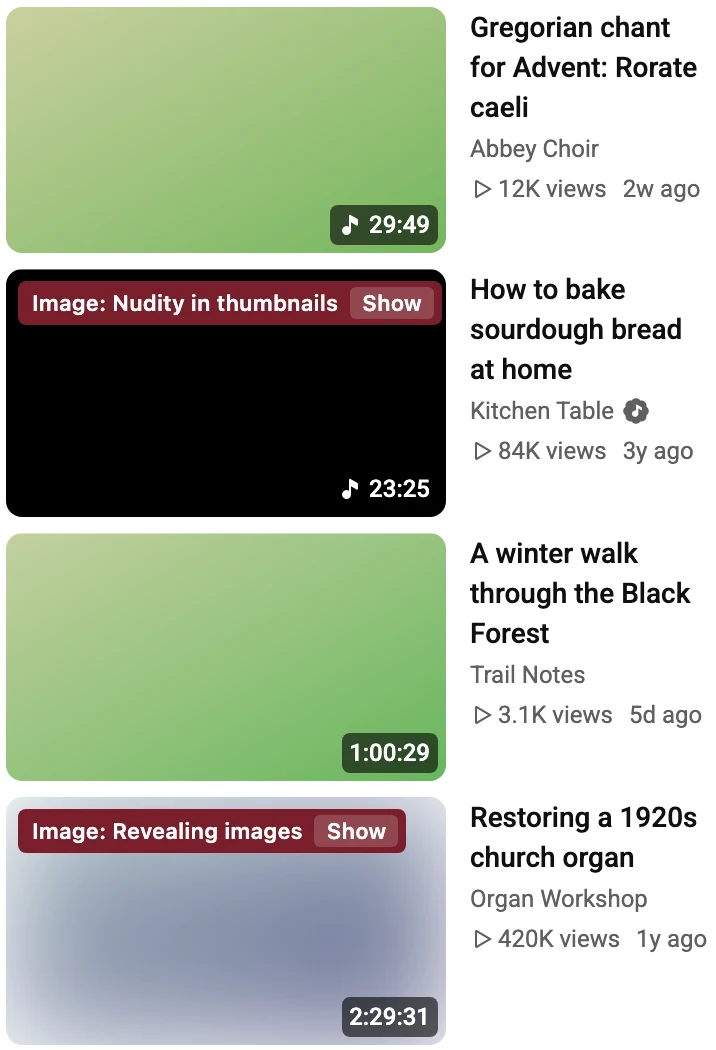 Gregorian chant
for Advent: Rorate
caeli
Abbey Choir
12K views 2w ago
29:49
Image: Nudity in thumbnails Show
How to bake
sourdough bread
at home
Kitchen Table
84K views 3y ago
23:25
A winter walk
through the Black
Forest
Trail Notes
3.1K views 5d ago
1:00:29
Image: Revealing images Show
Restoring a 1920s
church organ
Organ Workshop
420K views 1y ago
2:29:31